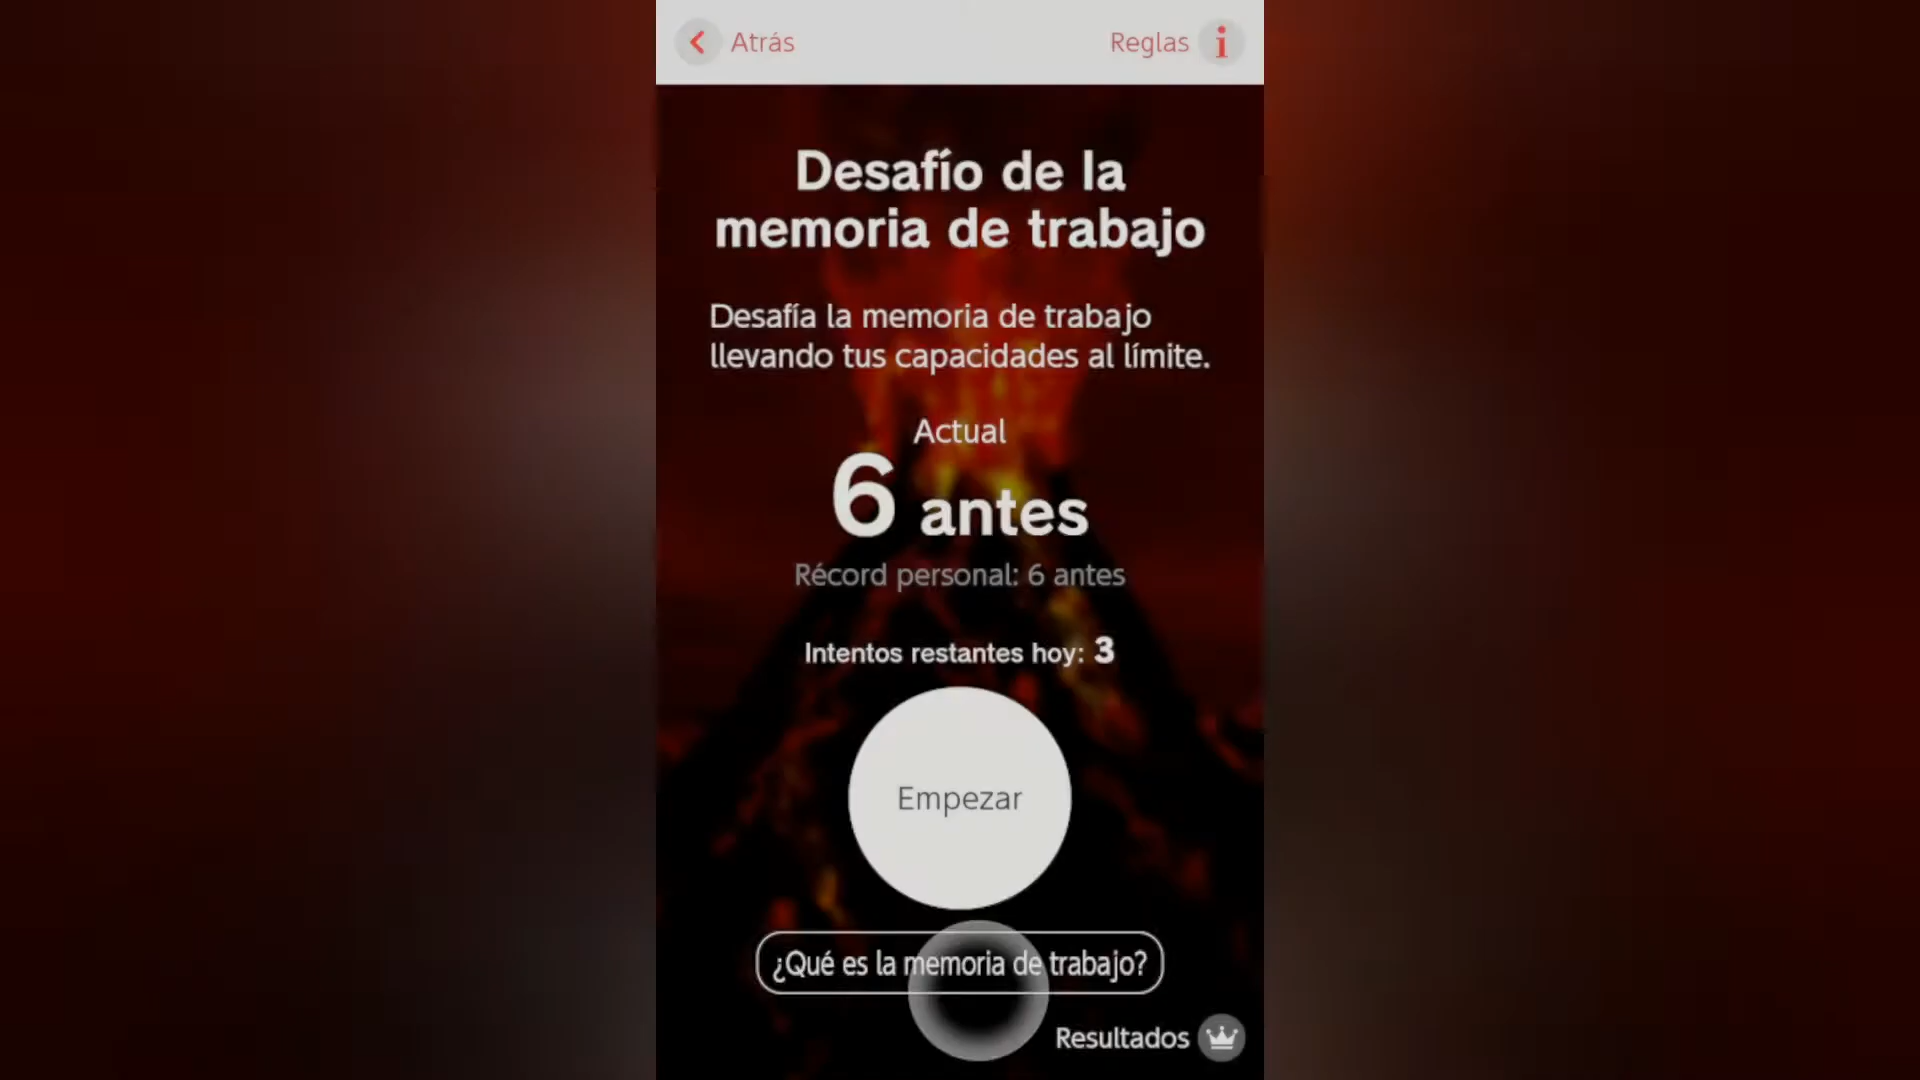 Atrás
Reglas
Desafío de la
memoria de trabajo
Desafía la memoria de trabajo
llevando tus capacidades al límite.
Actual
6 antes
Récord personal: 6 antes
Intentos restantes hoy: 3
Empezar
¿Qué es la memoria de trabajo?
Resultados